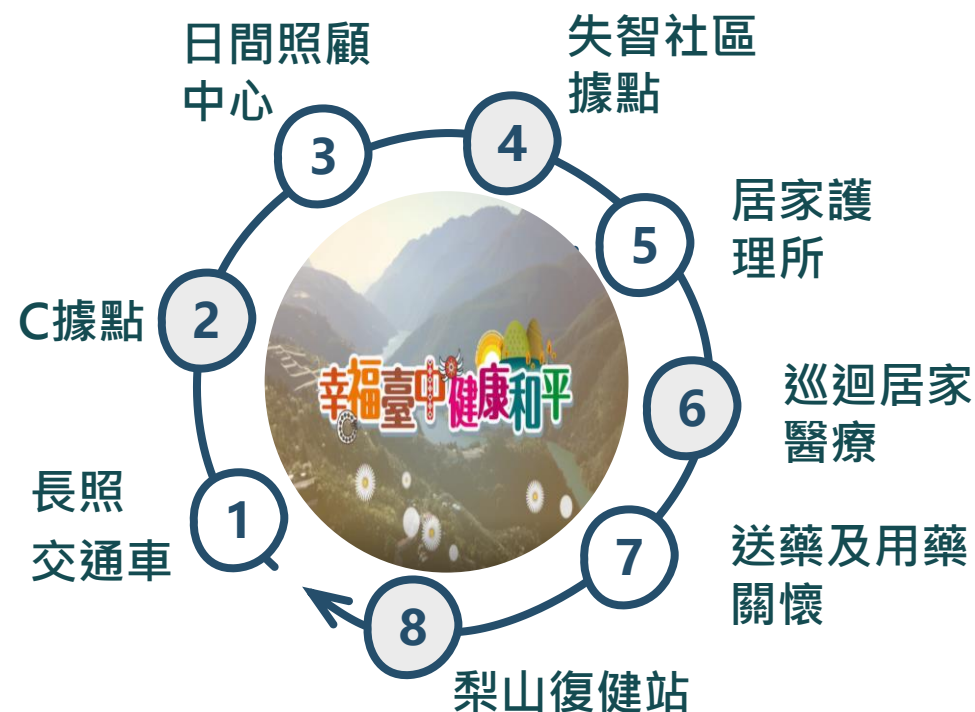 日間照顧
中心
失智社區
據點
3
4
居家護
理所
5
C據點
2
幸福臺中健康和平
巡迴居家
醫療
6
長照
交通車
1
送藥及用藥
關懷
7
8
梨山復健站